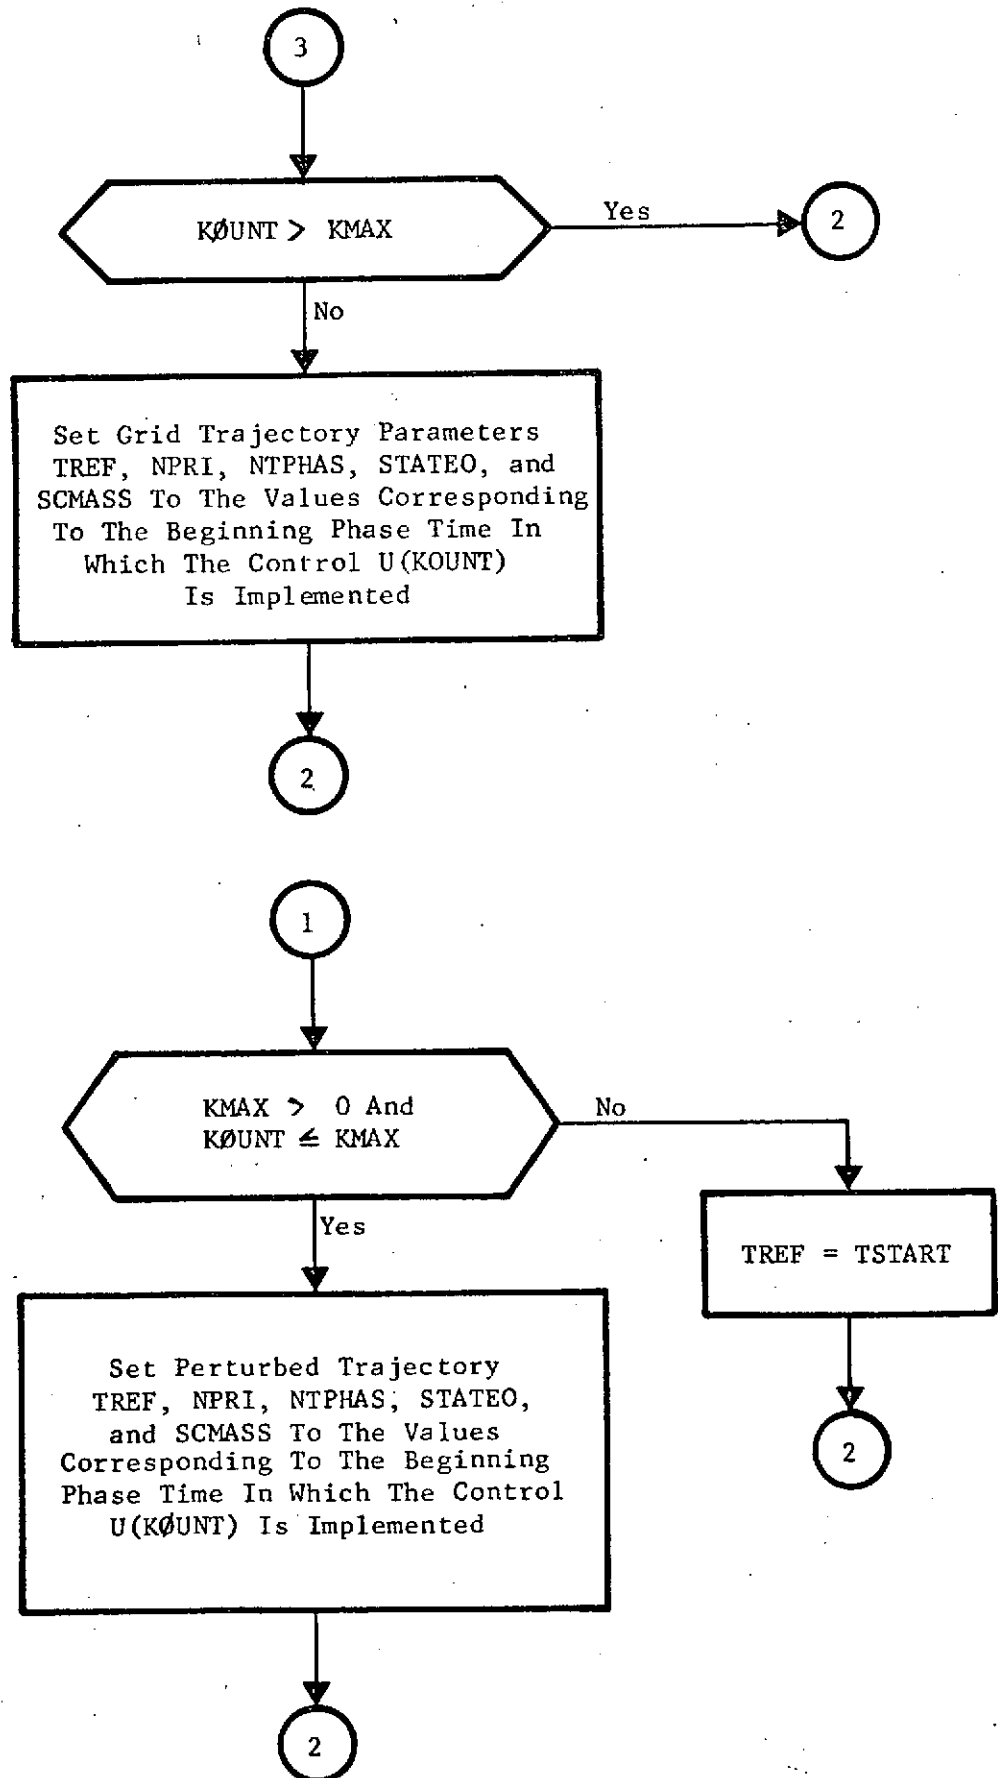 3
KØUNT > KMAX
Yes
2
No
Set Grid Trajectory Parameters
TREF, NPRI, NTPHAS, STATEO, and
SCMASS To The Values Corresponding
To The Beginning Phase Time In
Which The Control U(KOUNT)
Is Implemented
2
1
KMAX > 0 And
KØUNT ≤ KMAX
No
Yes
TREF = TSTART
Set Perturbed Trajectory
TREF, NPRI, NTPHAS, STATEO,
and SCMASS To The Values
Corresponding To The Beginning
Phase Time In Which The Control
U(KØUNT) Is Implemented
2
2